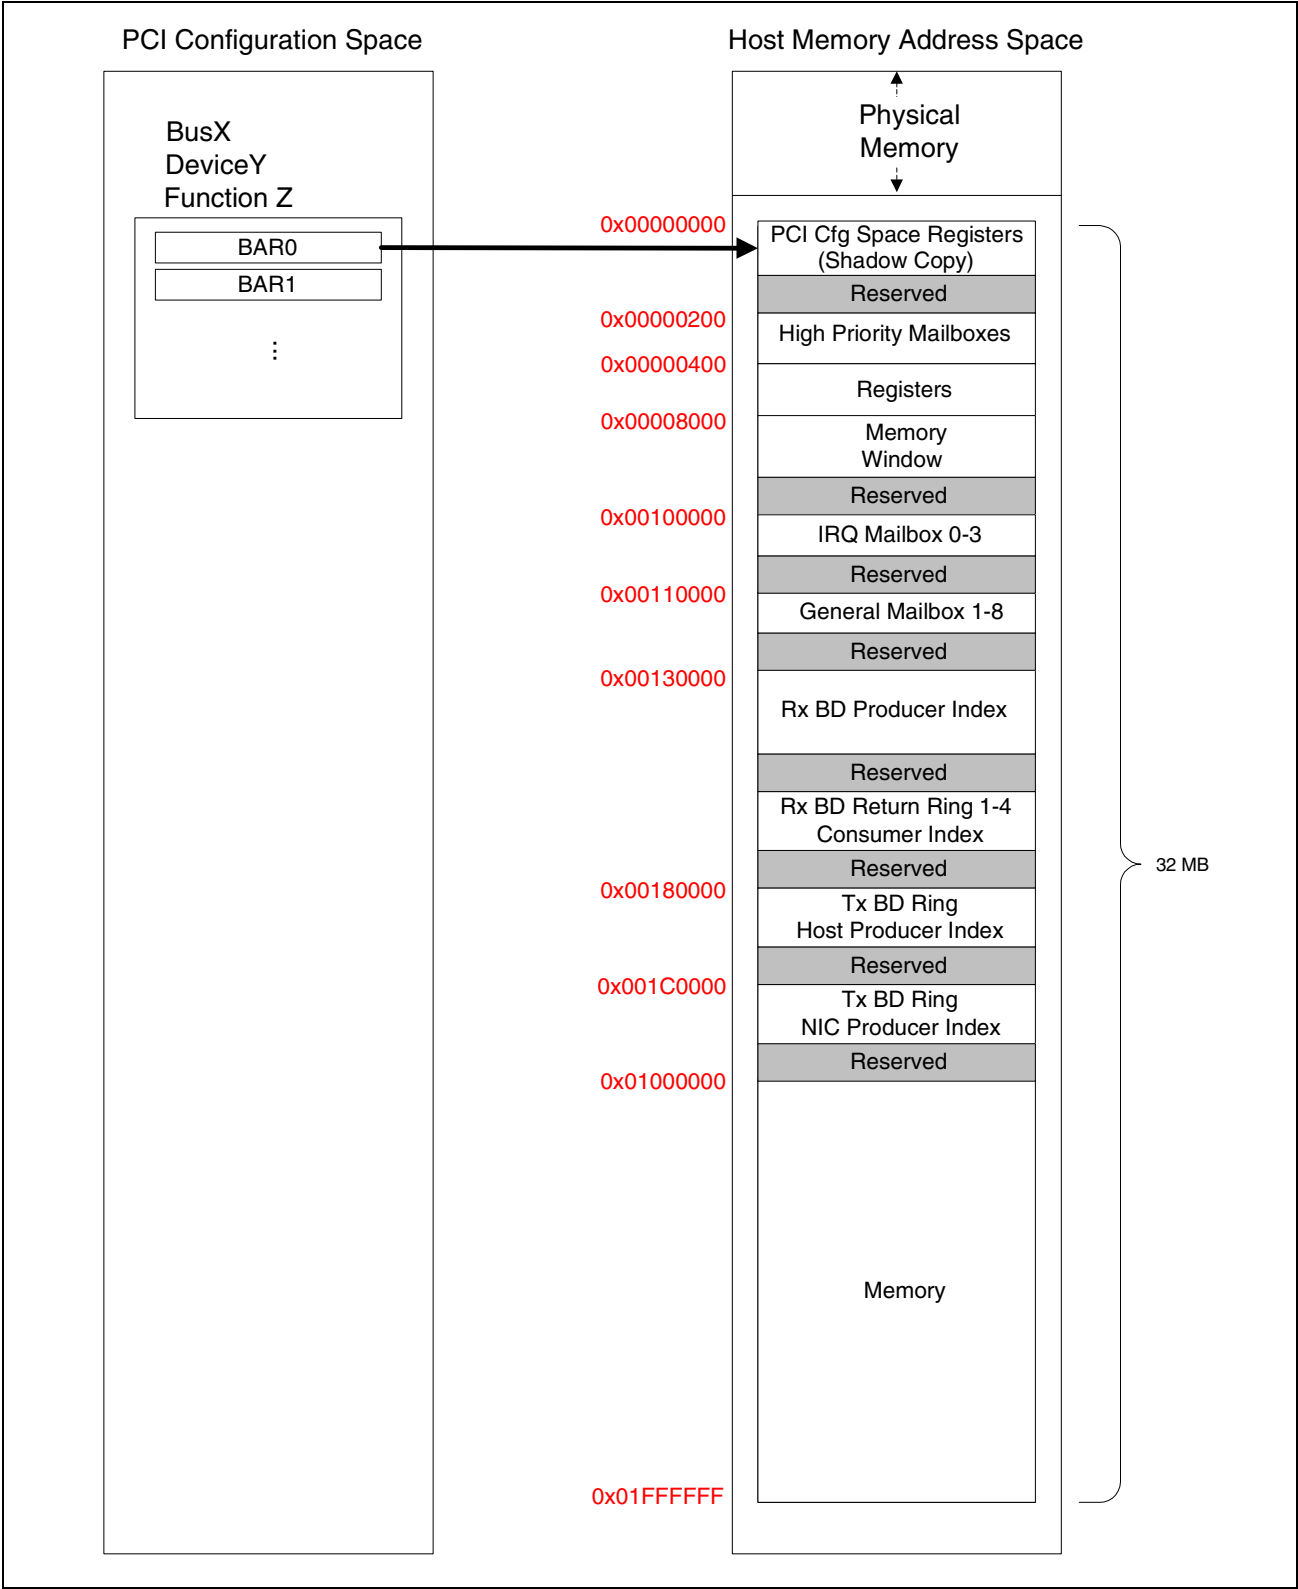 PCI Configuration Space
Host Memory Address Space
BusX
DeviceY
Function Z
BAR0
BAR1
⋮
Physical
Memory
0x00000000
PCI Cfg Space Registers
(Shadow Copy)
Reserved
0x00000200
High Priority Mailboxes
0x00000400
Registers
0x00008000
Memory
Window
Reserved
0x00100000
IRQ Mailbox 0-3
Reserved
0x00110000
General Mailbox 1-8
Reserved
0x00130000
Rx BD Producer Index
Reserved
Rx BD Return Ring 1-4
Consumer Index
Reserved
0x00180000
Tx BD Ring
Host Producer Index
Reserved
0x001C0000
Tx BD Ring
NIC Producer Index
Reserved
0x01000000
Memory
0x01FFFFFF
32 MB